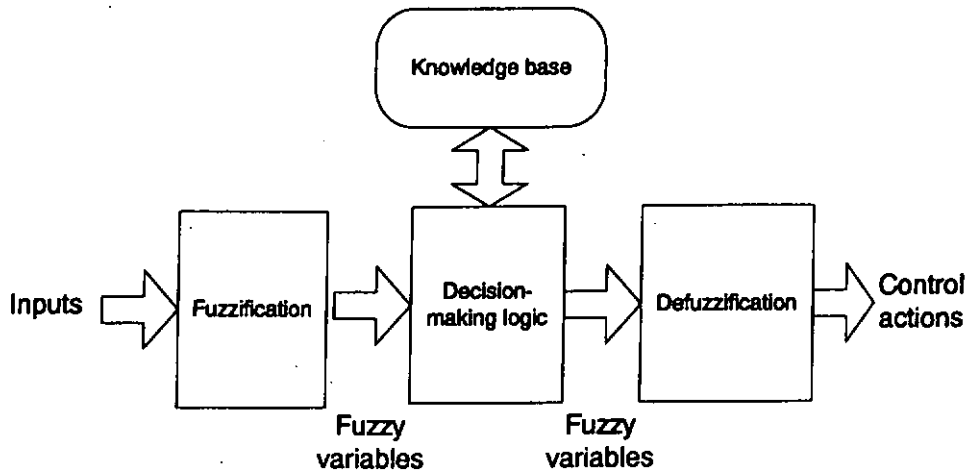 Knowledge base
Inputs
Fuzzification
Decision-
making logic
Defuzzification
Control
actions
Fuzzy
variables
Fuzzy
variables